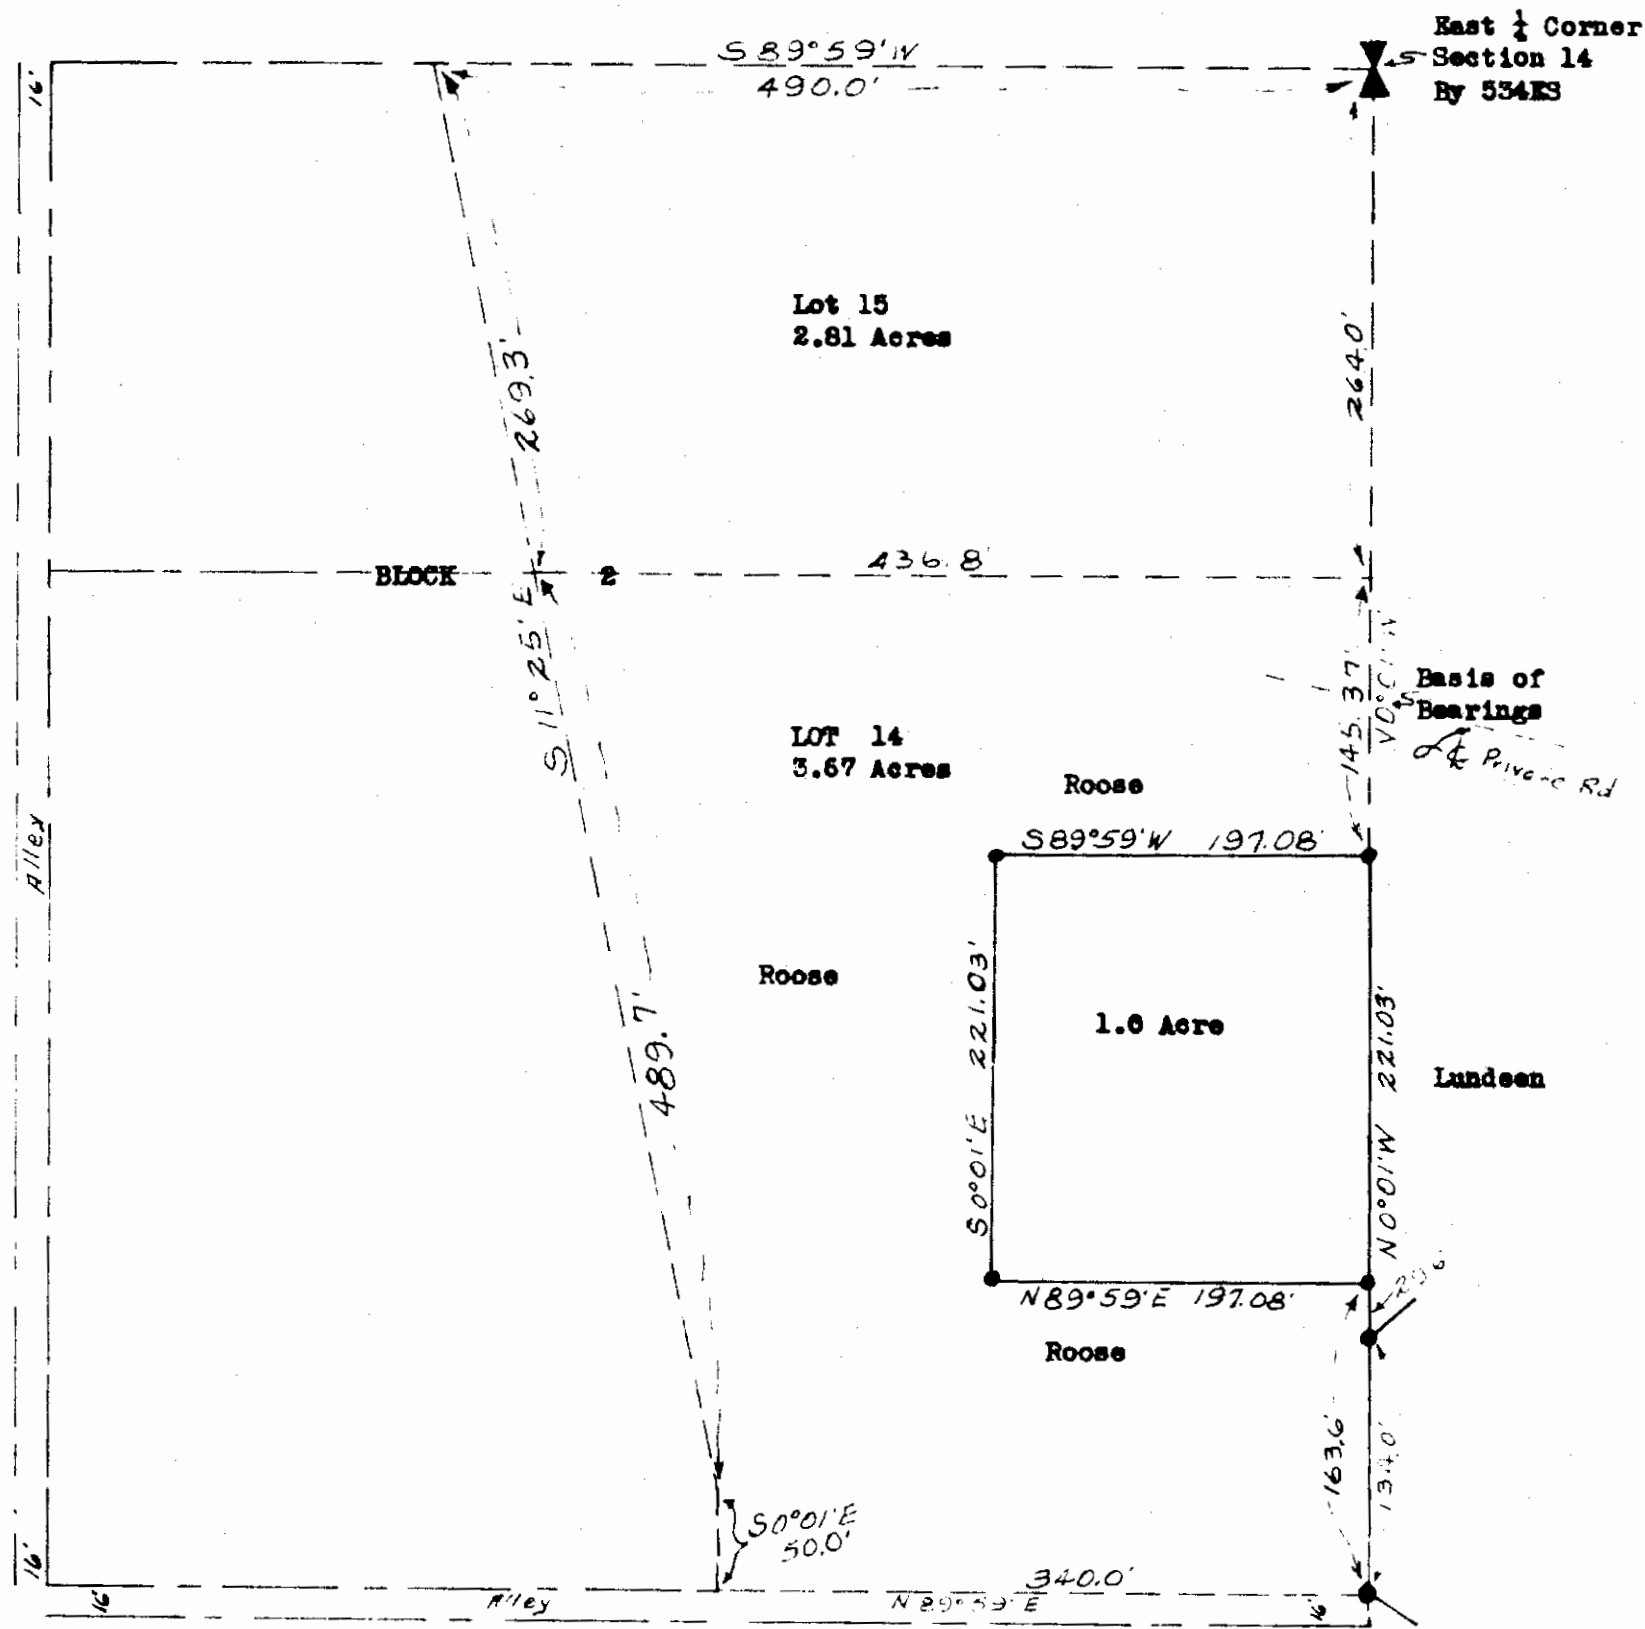 East ¼ Corner
Section 14
By 534ES
S 89°59' W
490.0'
16'
Lot 15
2.81 Acres
269.3'
264.0'
BLOCK 2
436.8'
S 11°25' E
145.37'
Basis of
Bearings
℄ Private Rd
LOT 14
3.67 Acres
Roose
Alley
S 89°59' W 197.08'
Roose
S 0°01' E 221.03'
1.0 Acre
N 0°01' W 221.03'
Lundeen
489.7'
N 89°59' E 197.08'
29.6'
Roose
163.6'
134.0'
S 0°01' E
50.0'
16'
340.0'
16'
Alley
N 89°59' E
16'